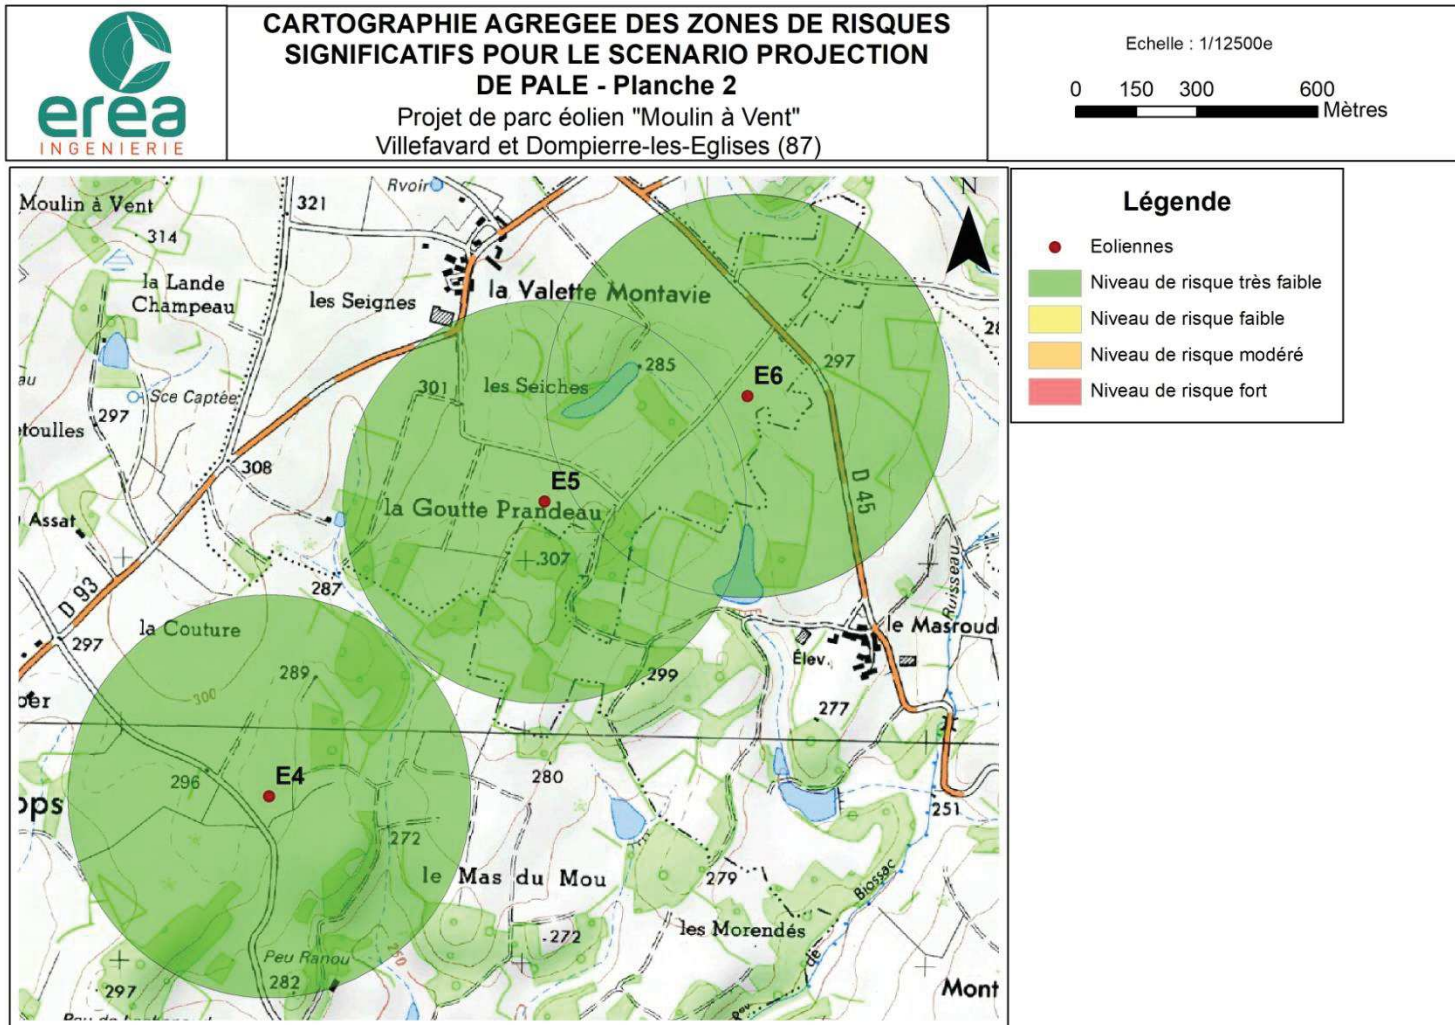 erea
INGENIERIE
CARTOGRAPHIE AGREGEE DES ZONES DE RISQUES
SIGNIFICATIFS POUR LE SCENARIO PROJECTION
DE PALE - Planche 2
Projet de parc éolien "Moulin à Vent"
Villefavard et Dompierre-les-Eglises (87)
Echelle : 1/12500e
0 150 300 600
Mètres
Légende
Eoliennes
Niveau de risque très faible
Niveau de risque faible
Niveau de risque modéré
Niveau de risque fort
N
Rvoir
Moulin à Vent
321
314
la Lande
Champeau
les Seignes
la Valette Montavie
297
285
E6
301
les Seiches
Sce Captée
297
etoulles
308
E5
la Goutte Prandeau
D 45
Assat
307
287
D 93
Ruisseau
la Couture
297
le Masroud
Élev.
289
299
300
277
296
E4
280
251
ops
272
le Mas du Mou
279
Biossac
les Morendés
272
de
Peu Ranou
260
282
297
Mont